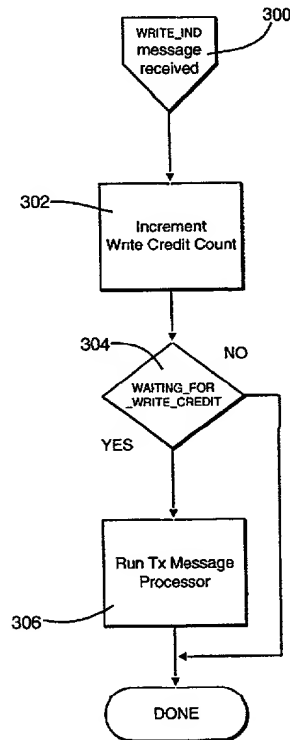 300
WRITE_IND
message
received
302
Increment
Write Credit Count
304
NO
WAITING_FOR
_WRITE_CREDIT
YES
Run Tx Message
Processor
306
DONE